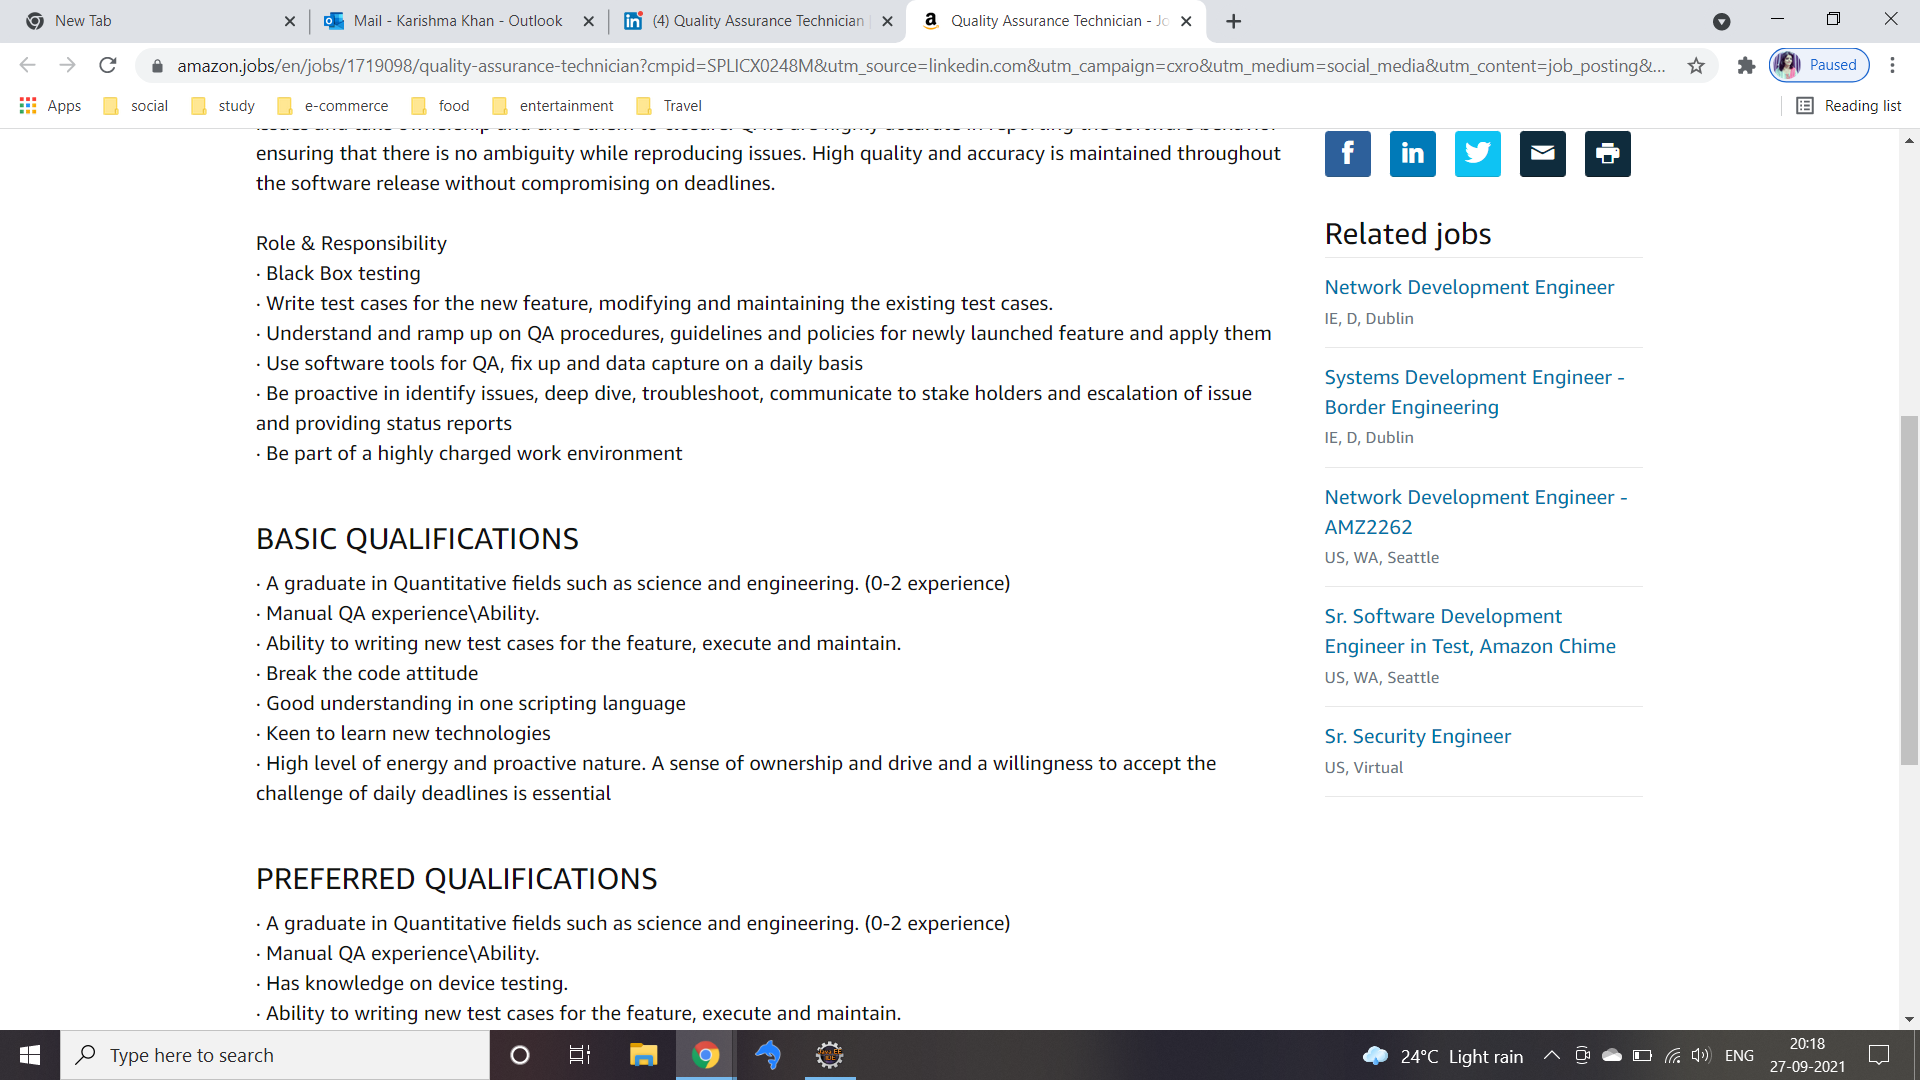 New Tab
Mail - Karishma Khan - Outlook
(4) Quality Assurance Technician
Quality Assurance Technician - Jo
amazon.jobs/en/jobs/1719098/quality-assurance-technician?cmpid=SPLICX0248M&utm_source=linkedin.com&utm_campaign=cxro&utm_medium=social_media&utm_content=job_posting&...
Paused
Apps
social
study
e-commerce
food
entertainment
Travel
Reading list
ensuring that there is no ambiguity while reproducing issues. High quality and accuracy is maintained throughout
the software release without compromising on deadlines.
Role & Responsibility
· Black Box testing
· Write test cases for the new feature, modifying and maintaining the existing test cases.
· Understand and ramp up on QA procedures, guidelines and policies for newly launched feature and apply them
· Use software tools for QA, fix up and data capture on a daily basis
· Be proactive in identify issues, deep dive, troubleshoot, communicate to stake holders and escalation of issue
and providing status reports
· Be part of a highly charged work environment
BASIC QUALIFICATIONS
· A graduate in Quantitative fields such as science and engineering. (0-2 experience)
· Manual QA experience\Ability.
· Ability to writing new test cases for the feature, execute and maintain.
· Break the code attitude
· Good understanding in one scripting language
· Keen to learn new technologies
· High level of energy and proactive nature. A sense of ownership and drive and a willingness to accept the
challenge of daily deadlines is essential
PREFERRED QUALIFICATIONS
· A graduate in Quantitative fields such as science and engineering. (0-2 experience)
· Manual QA experience\Ability.
· Has knowledge on device testing.
· Ability to writing new test cases for the feature, execute and maintain.
Related jobs
Network Development Engineer
IE, D, Dublin
Systems Development Engineer -
Border Engineering
IE, D, Dublin
Network Development Engineer -
AMZ2262
US, WA, Seattle
Sr. Software Development
Engineer in Test, Amazon Chime
US, WA, Seattle
Sr. Security Engineer
US, Virtual
Type here to search
24°C Light rain
ENG
20:18
27-09-2021